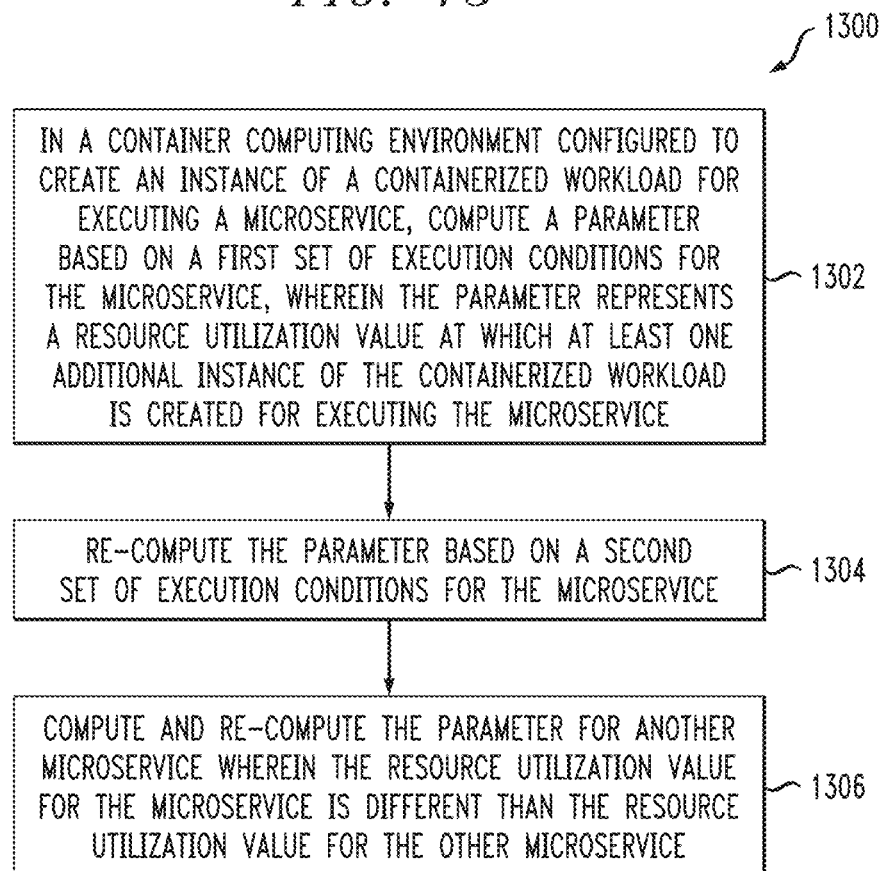 1300
IN A CONTAINER COMPUTING ENVIRONMENT CONFIGURED TO
CREATE AN INSTANCE OF A CONTAINERIZED WORKLOAD FOR
EXECUTING A MICROSERVICE, COMPUTE A PARAMETER
BASED ON A FIRST SET OF EXECUTION CONDITIONS FOR
THE MICROSERVICE, WHEREIN THE PARAMETER REPRESENTS
A RESOURCE UTILIZATION VALUE AT WHICH AT LEAST ONE
ADDITIONAL INSTANCE OF THE CONTAINERIZED WORKLOAD
IS CREATED FOR EXECUTING THE MICROSERVICE
1302
RE-COMPUTE THE PARAMETER BASED ON A SECOND
SET OF EXECUTION CONDITIONS FOR THE MICROSERVICE
1304
COMPUTE AND RE-COMPUTE THE PARAMETER FOR ANOTHER
MICROSERVICE WHEREIN THE RESOURCE UTILIZATION VALUE
FOR THE MICROSERVICE IS DIFFERENT THAN THE RESOURCE
UTILIZATION VALUE FOR THE OTHER MICROSERVICE
1306